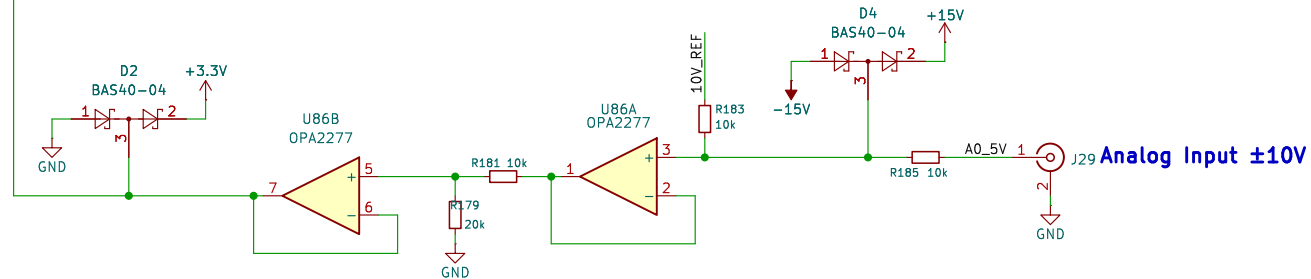 D4
BAS40-04
+15V
1
2
3
-15V
10V_REF
R183
10k
D2
BAS40-04
+3.3V
1
2
3
GND
U86B
OPA2277
7
5
+
6
−
R181 10k
R179
20k
GND
U86A
OPA2277
1
3
+
2
−
A0_5V
R185 10k
1
J29
2
GND
Analog Input ±10V